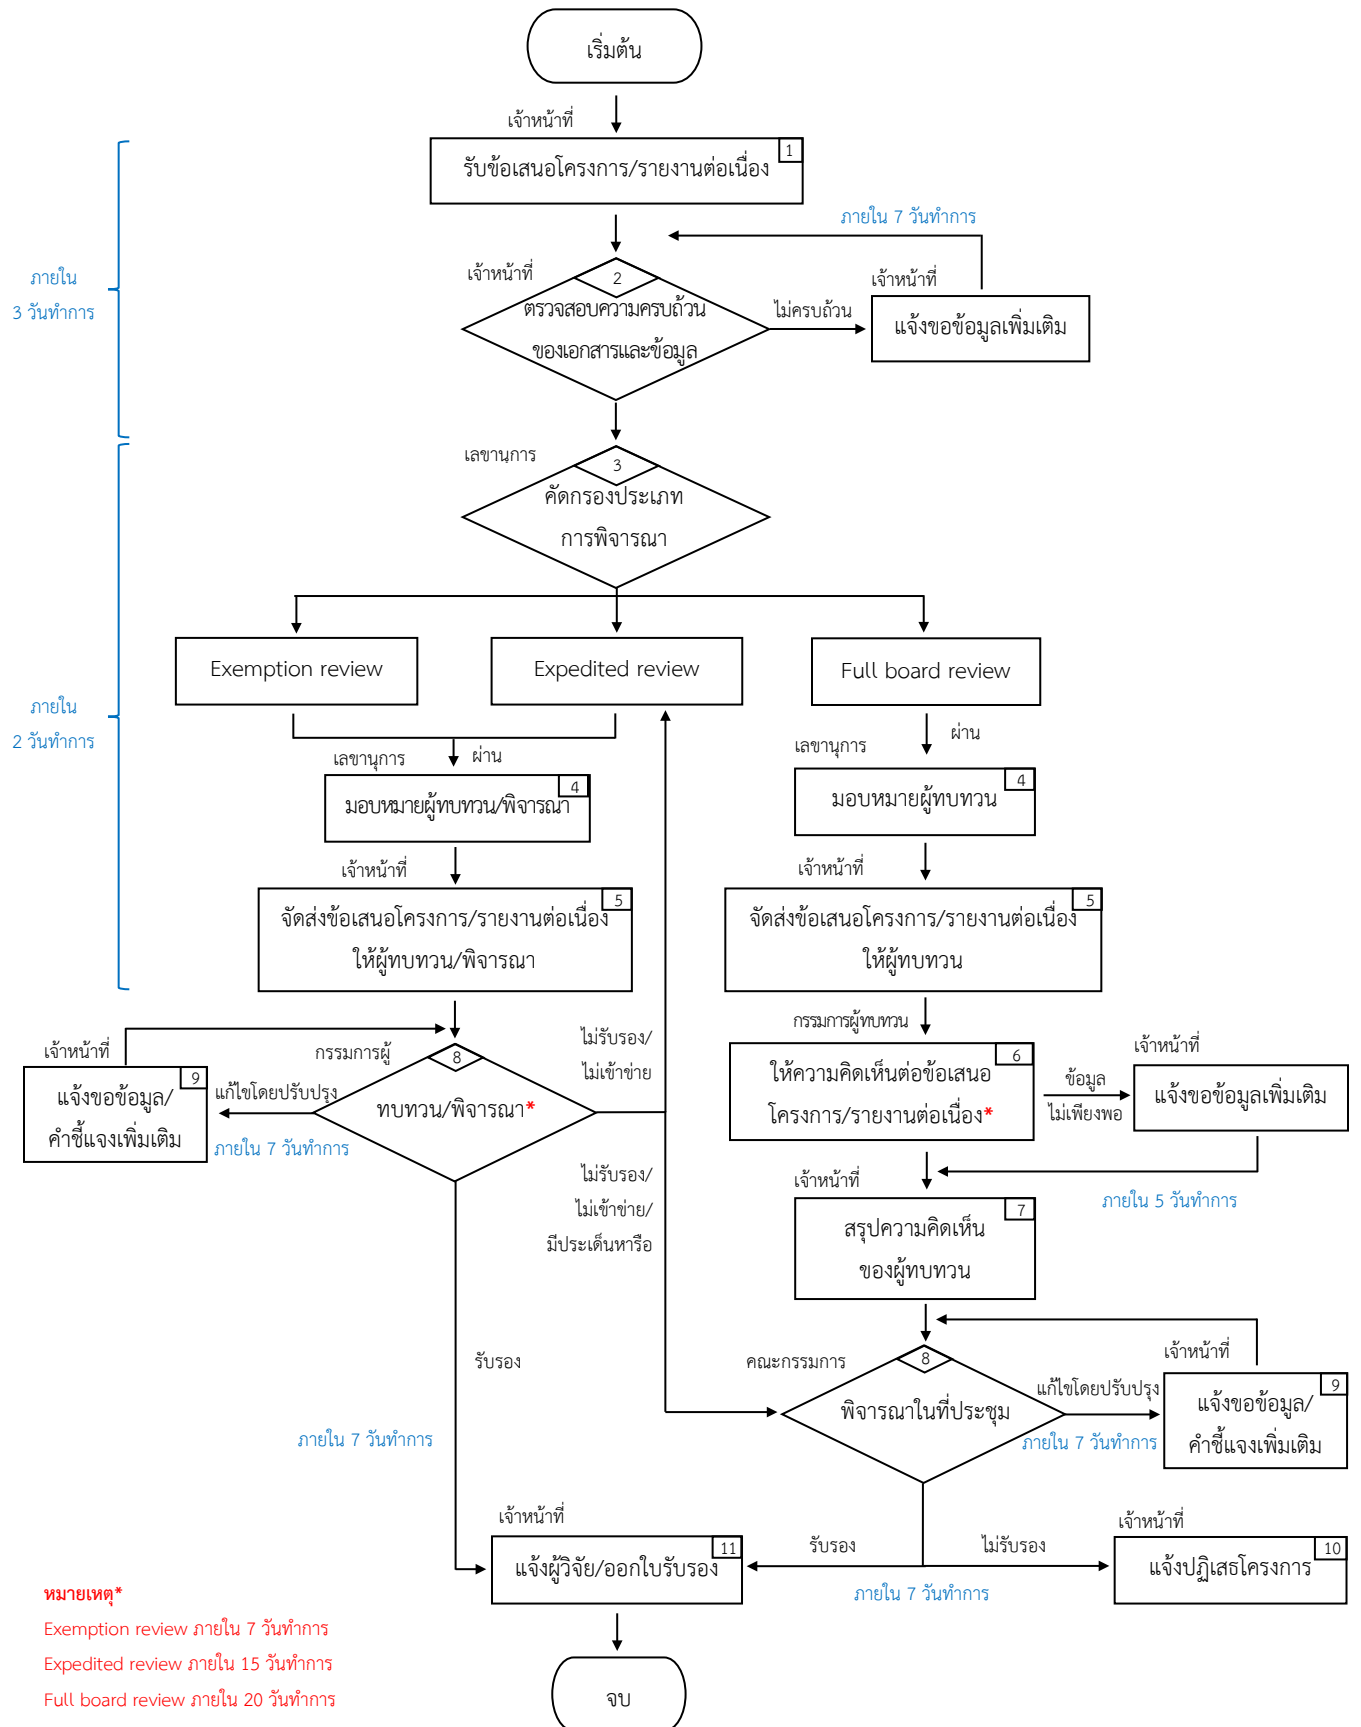 เริ่มต้น
เจ้าหน้าที่
1
รับข้อเสนอโครงการ/รายงานต่อเนื่อง
ภายใน 7 วันทำการ
ภายใน
3 วันทำการ
เจ้าหน้าที่
2
ตรวจสอบความครบถ้วน
ของเอกสารและข้อมูล
ไม่ครบถ้วน
เจ้าหน้าที่
แจ้งขอข้อมูลเพิ่มเติม
เลขานุการ
3
คัดกรองประเภท
การพิจารณา
Exemption review
Expedited review
Full board review
ภายใน
2 วันทำการ
เลขานุการ
ผ่าน
4
มอบหมายผู้ทบทวน/พิจารณา
เลขานุการ
ผ่าน
4
มอบหมายผู้ทบทวน
เจ้าหน้าที่
5
จัดส่งข้อเสนอโครงการ/รายงานต่อเนื่อง
ให้ผู้ทบทวน/พิจารณา
เจ้าหน้าที่
5
จัดส่งข้อเสนอโครงการ/รายงานต่อเนื่อง
ให้ผู้ทบทวน
เจ้าหน้าที่
9
แจ้งขอข้อมูล/
คำชี้แจงเพิ่มเติม
แก้ไขโดยปรับปรุง
ภายใน 7 วันทำการ
กรรมการผู้
8
ทบทวน/พิจารณา*
ไม่รับรอง/
ไม่เข้าข่าย
กรรมการผู้ทบทวน
6
ให้ความคิดเห็นต่อข้อเสนอ
โครงการ/รายงานต่อเนื่อง*
ข้อมูล
ไม่เพียงพอ
เจ้าหน้าที่
แจ้งขอข้อมูลเพิ่มเติม
ภายใน 5 วันทำการ
ไม่รับรอง/
ไม่เข้าข่าย/
มีประเด็นหารือ
เจ้าหน้าที่
7
สรุปความคิดเห็น
ของผู้ทบทวน
รับรอง
ภายใน 7 วันทำการ
คณะกรรมการ
8
พิจารณาในที่ประชุม
แก้ไขโดยปรับปรุง
ภายใน 7 วันทำการ
เจ้าหน้าที่
9
แจ้งขอข้อมูล/
คำชี้แจงเพิ่มเติม
เจ้าหน้าที่
11
แจ้งผู้วิจัย/ออกใบรับรอง
รับรอง
ไม่รับรอง
ภายใน 7 วันทำการ
เจ้าหน้าที่
10
แจ้งปฏิเสธโครงการ
หมายเหตุ*
Exemption review ภายใน 7 วันทำการ
Expedited review ภายใน 15 วันทำการ
Full board review ภายใน 20 วันทำการ
จบ